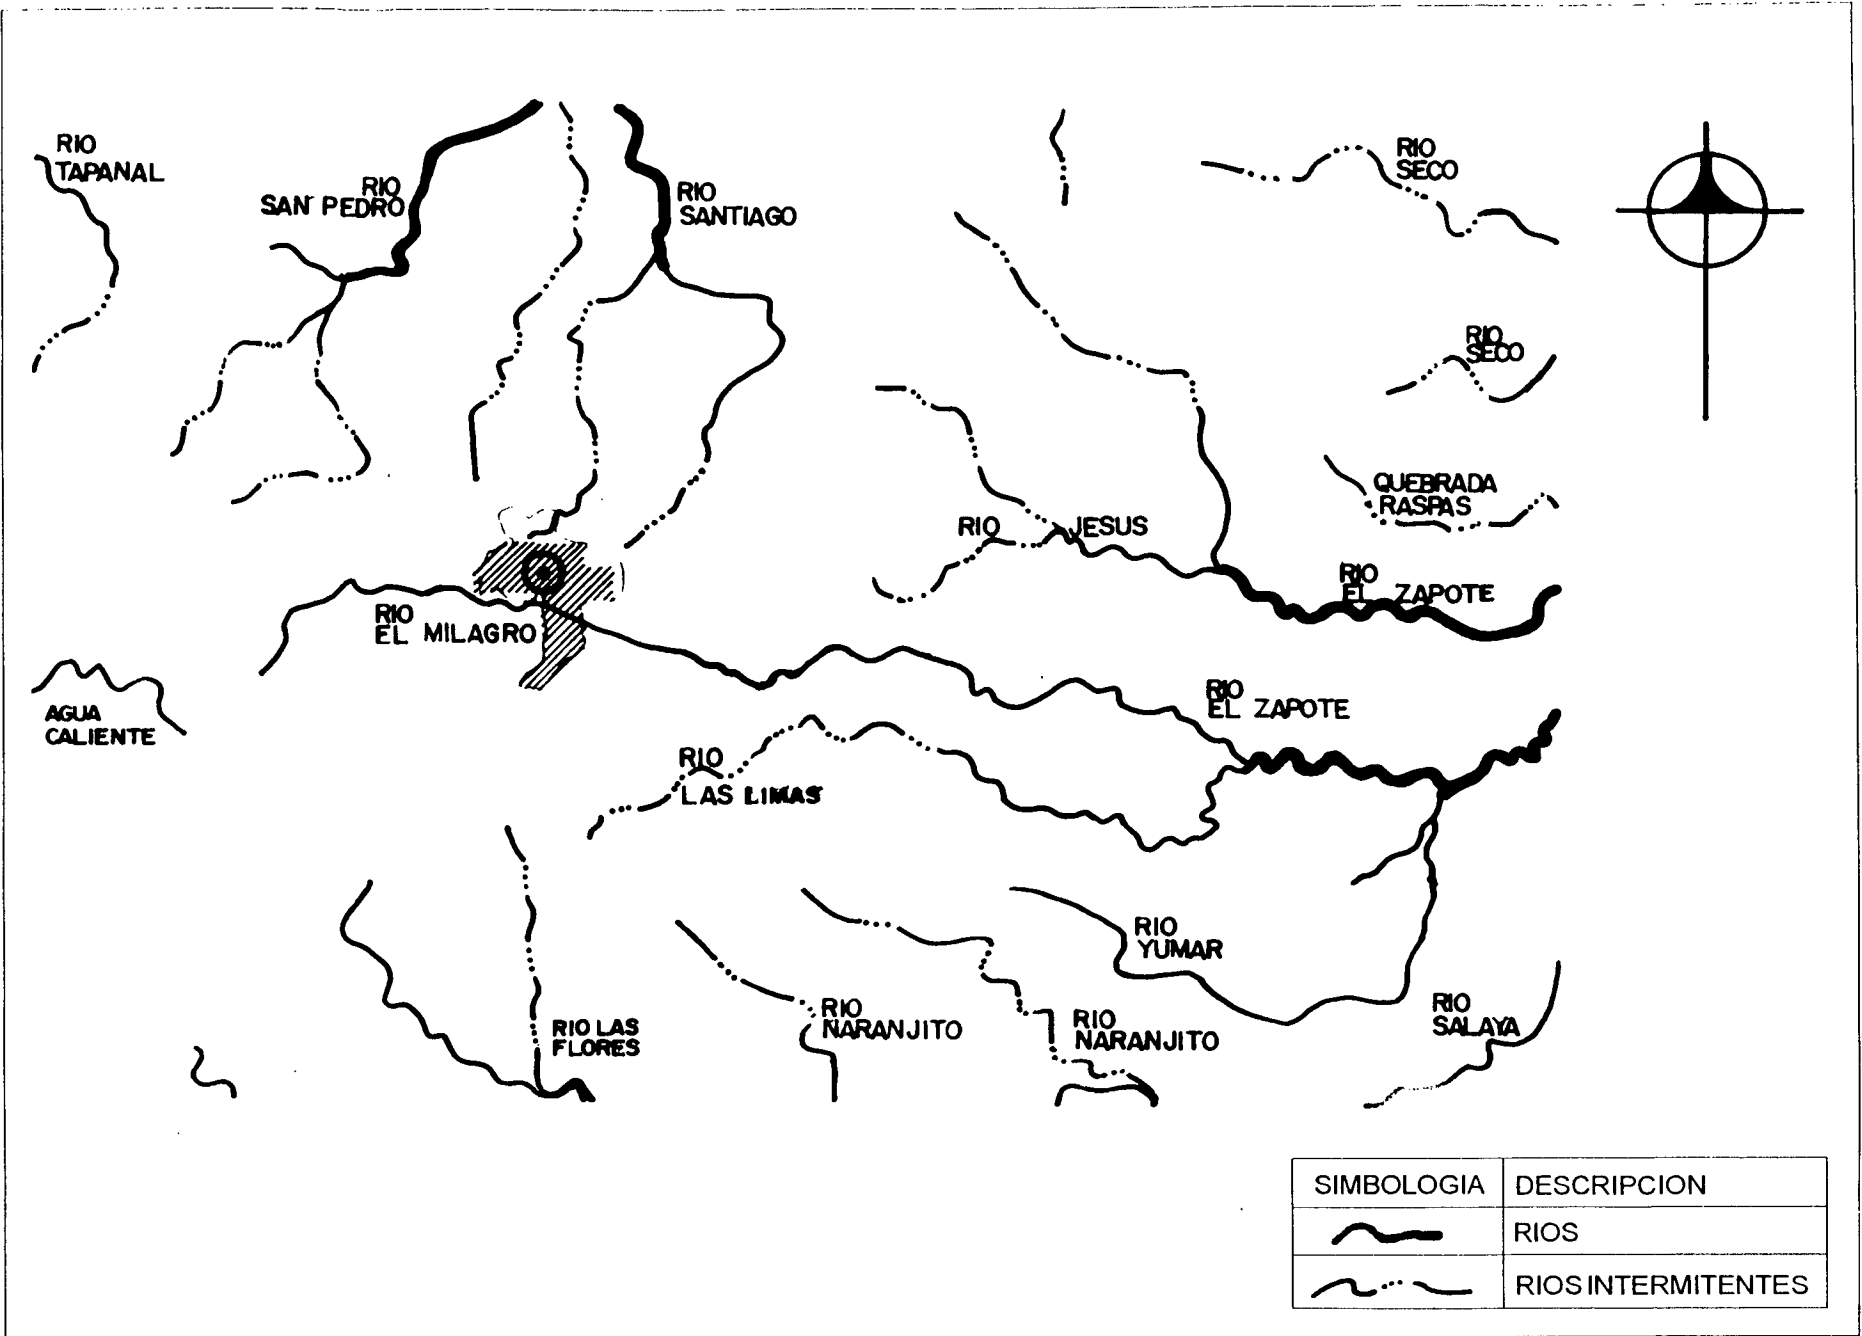 RIO
TAPANAL
RIO
SAN PEDRO
RIO
SANTIAGO
RIO
SECO
RIO
SECO
QUEBRADA
RASPAS
RIO JESUS
RIO
EL ZAPOTE
RIO
EL MILAGRO
RIO
EL ZAPOTE
AGUA
CALIENTE
RIO
LAS LIMAS
RIO
YUMAR
RIO LAS
FLORES
RIO
NARANJITO
RIO
NARANJITO
RIO
SALAYA
SIMBOLOGIA DESCRIPCION
RIOS
RIOS INTERMITENTES